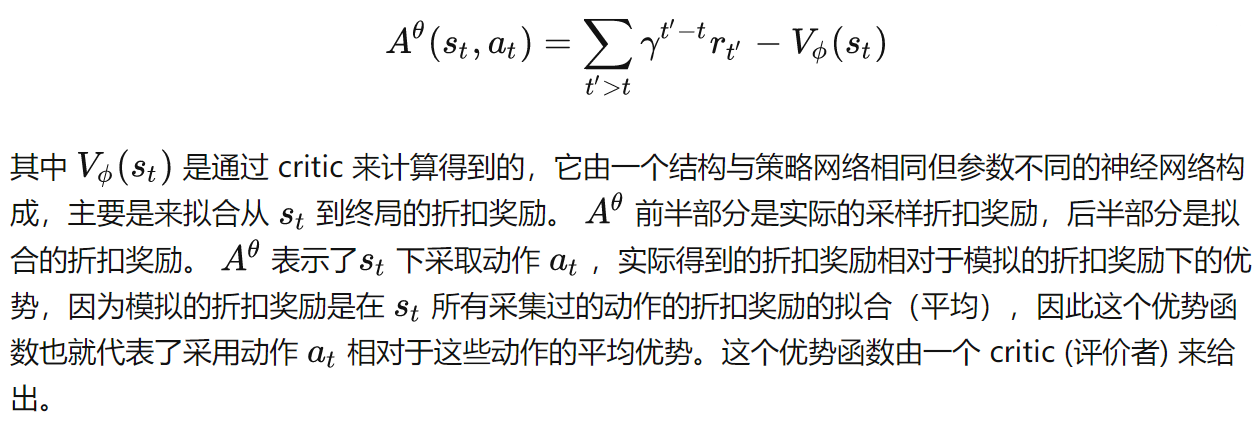 A^θ(s_t, a_t) = ∑_{t'>t} γ^{t'-t} r_{t'} − V_ϕ(s_t)
其中 V_ϕ(s_t) 是通过 critic 来计算得到的，它由一个结构与策略网络相同但参数不同的神经网络构
成，主要是来拟合从 s_t 到终局的折扣奖励。 A^θ 前半部分是实际的采样折扣奖励，后半部分是拟
合的折扣奖励。 A^θ 表示了s_t 下采取动作 a_t ，实际得到的折扣奖励相对于模拟的折扣奖励下的优
势，因为模拟的折扣奖励是在 s_t 所有采集过的动作的折扣奖励的拟合（平均），因此这个优势函
数也就代表了采用动作 a_t 相对于这些动作的平均优势。这个优势函数由一个 critic (评价者) 来给
出。